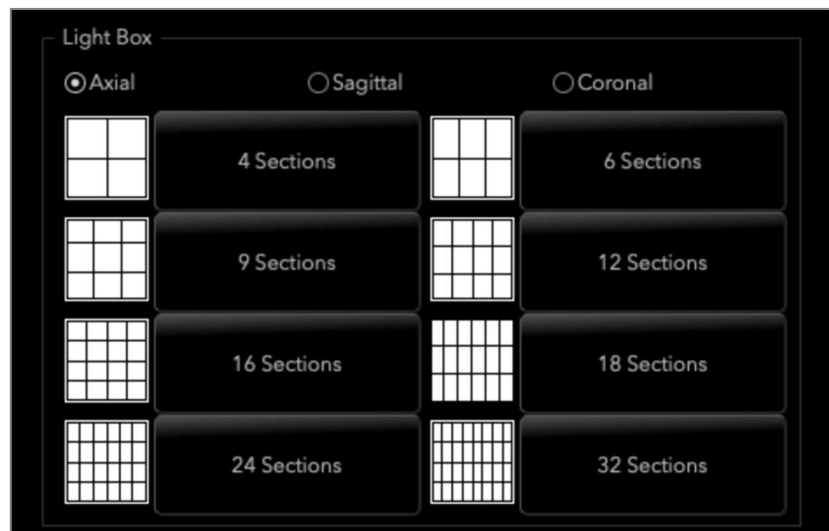 Light Box
Axial Sagittal Coronal
4 Sections 6 Sections
9 Sections 12 Sections
16 Sections 18 Sections
24 Sections 32 Sections